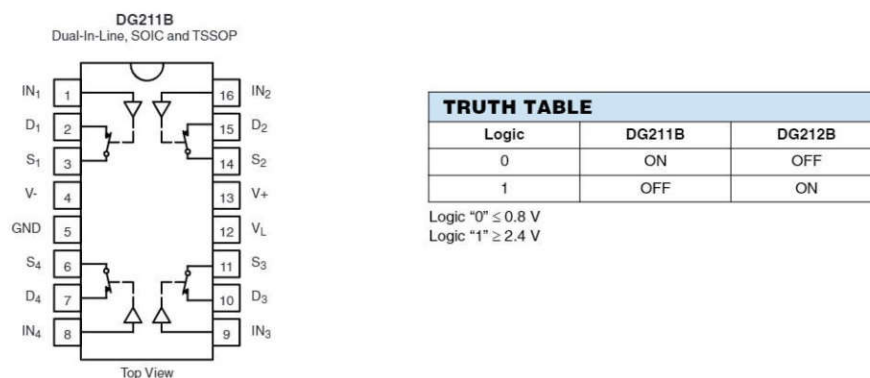 DG211B
Dual-In-Line, SOIC and TSSOP
IN₁ 1 16 IN₂
D₁ 2 15 D₂
S₁ 3 14 S₂
V- 4 13 V+
GND 5 12 V_L
S₄ 6 11 S₃
D₄ 7 10 D₃
IN₄ 8 9 IN₃
Top View
TRUTH TABLE
Logic DG211B DG212B
0 ON OFF
1 OFF ON
Logic “0” ≤ 0.8 V
Logic “1” ≥ 2.4 V